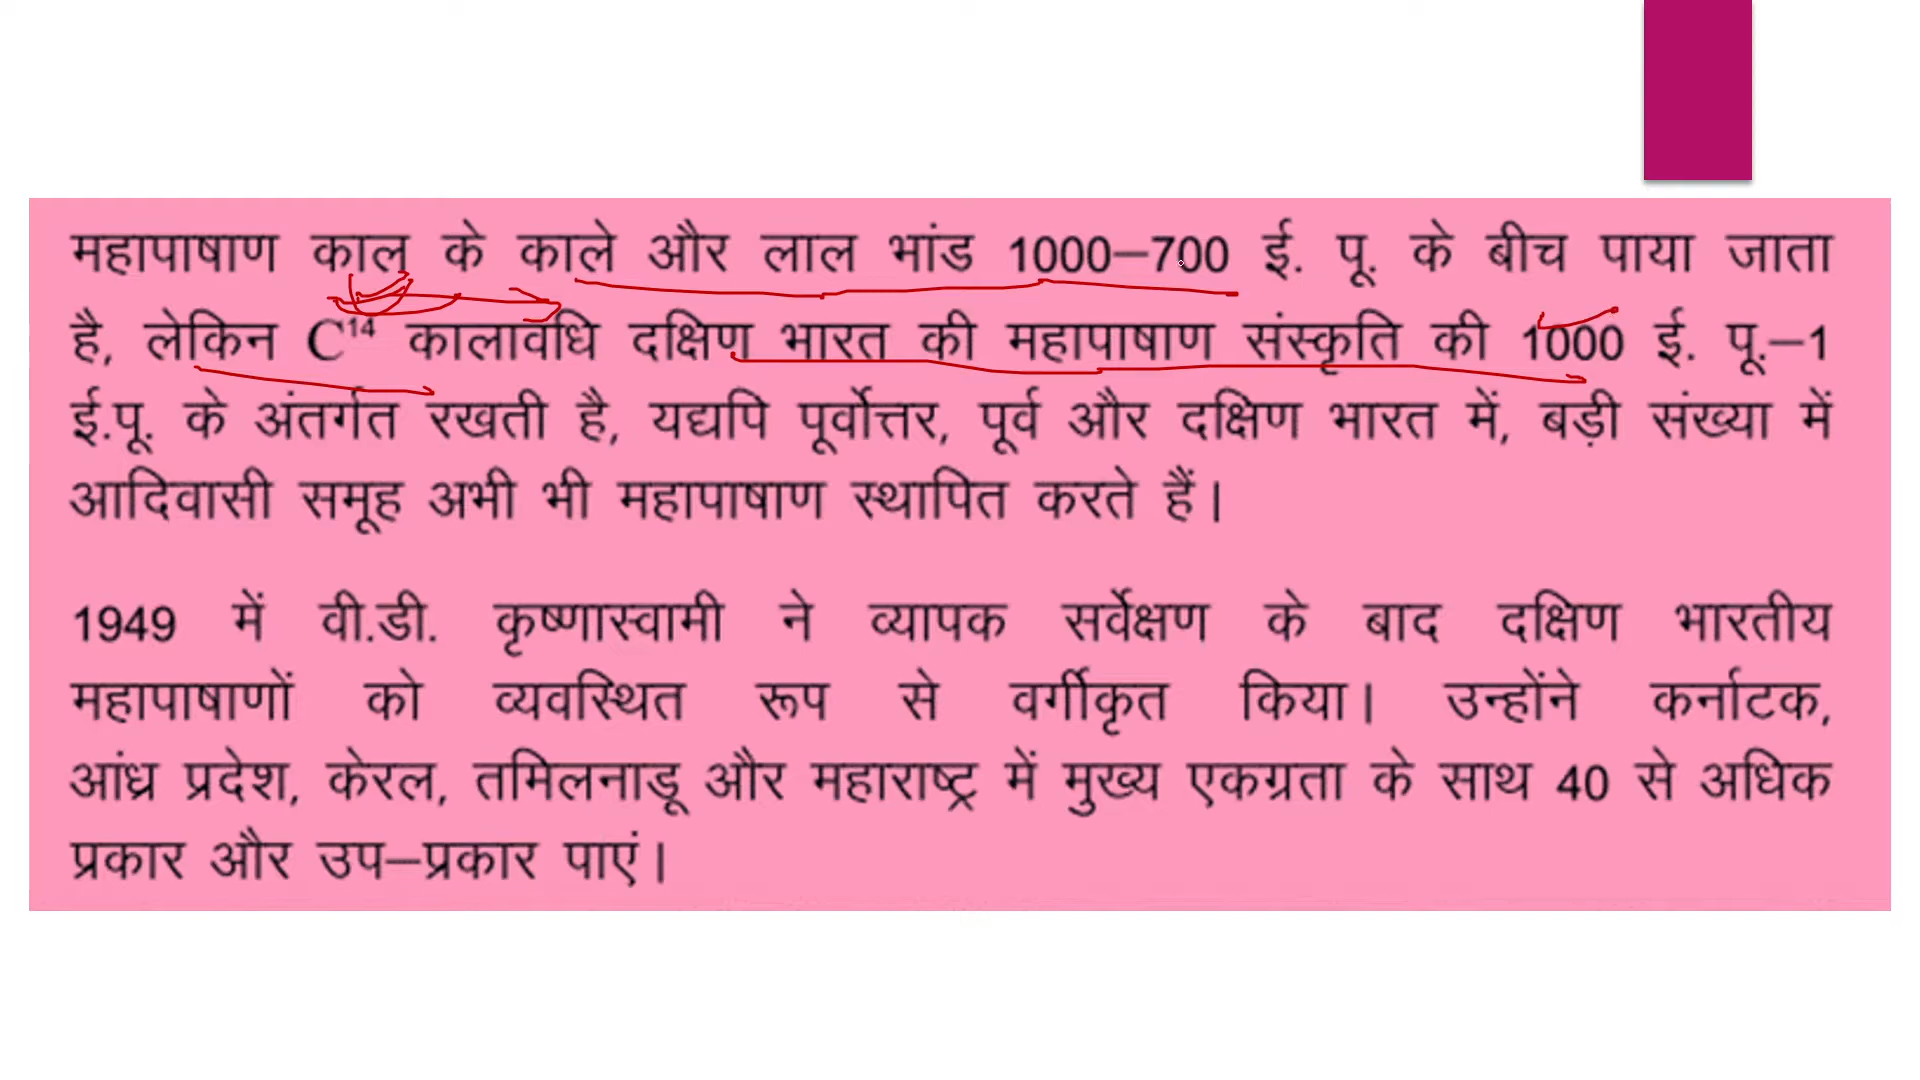 महापाषाण काल के काले और लाल भांड 1000–700 ई. पू. के बीच पाया जाता
है, लेकिन C¹⁴ कालावधि दक्षिण भारत की महापाषाण संस्कृति की 1000 ई. पू.–1
ई.पू. के अंतर्गत रखती है, यद्यपि पूर्वोत्तर, पूर्व और दक्षिण भारत में, बड़ी संख्या में
आदिवासी समूह अभी भी महापाषाण स्थापित करते हैं।
1949 में वी.डी. कृष्णास्वामी ने व्यापक सर्वेक्षण के बाद दक्षिण भारतीय
महापाषाणों को व्यवस्थित रूप से वर्गीकृत किया। उन्होंने कर्नाटक,
आंध्र प्रदेश, केरल, तमिलनाडू और महाराष्ट्र में मुख्य एकग्रता के साथ 40 से अधिक
प्रकार और उप–प्रकार पाएं।